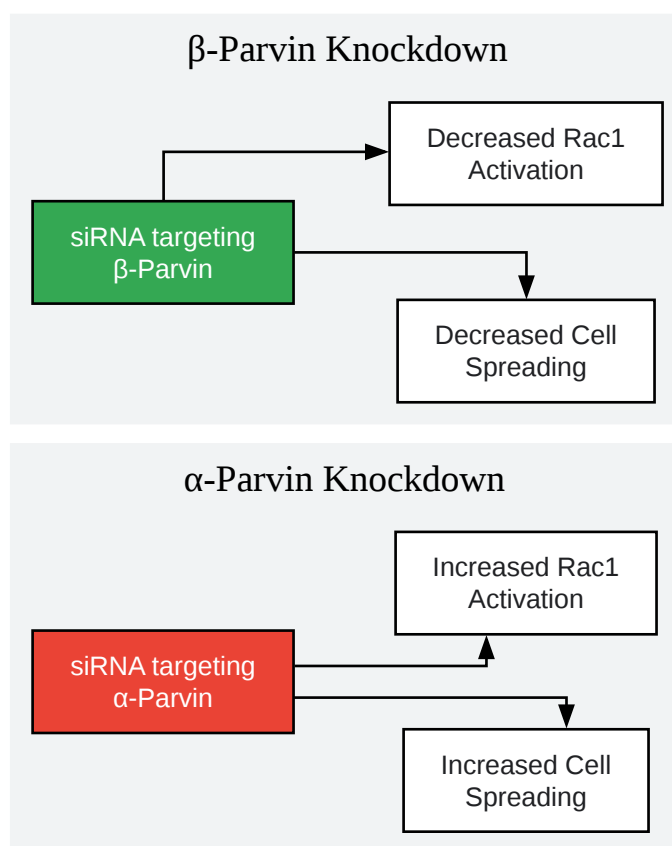 β-Parvin Knockdown
Decreased Rac1
Activation
siRNA targeting
β-Parvin
Decreased Cell
Spreading
α-Parvin Knockdown
Increased Rac1
Activation
siRNA targeting
α-Parvin
Increased Cell
Spreading